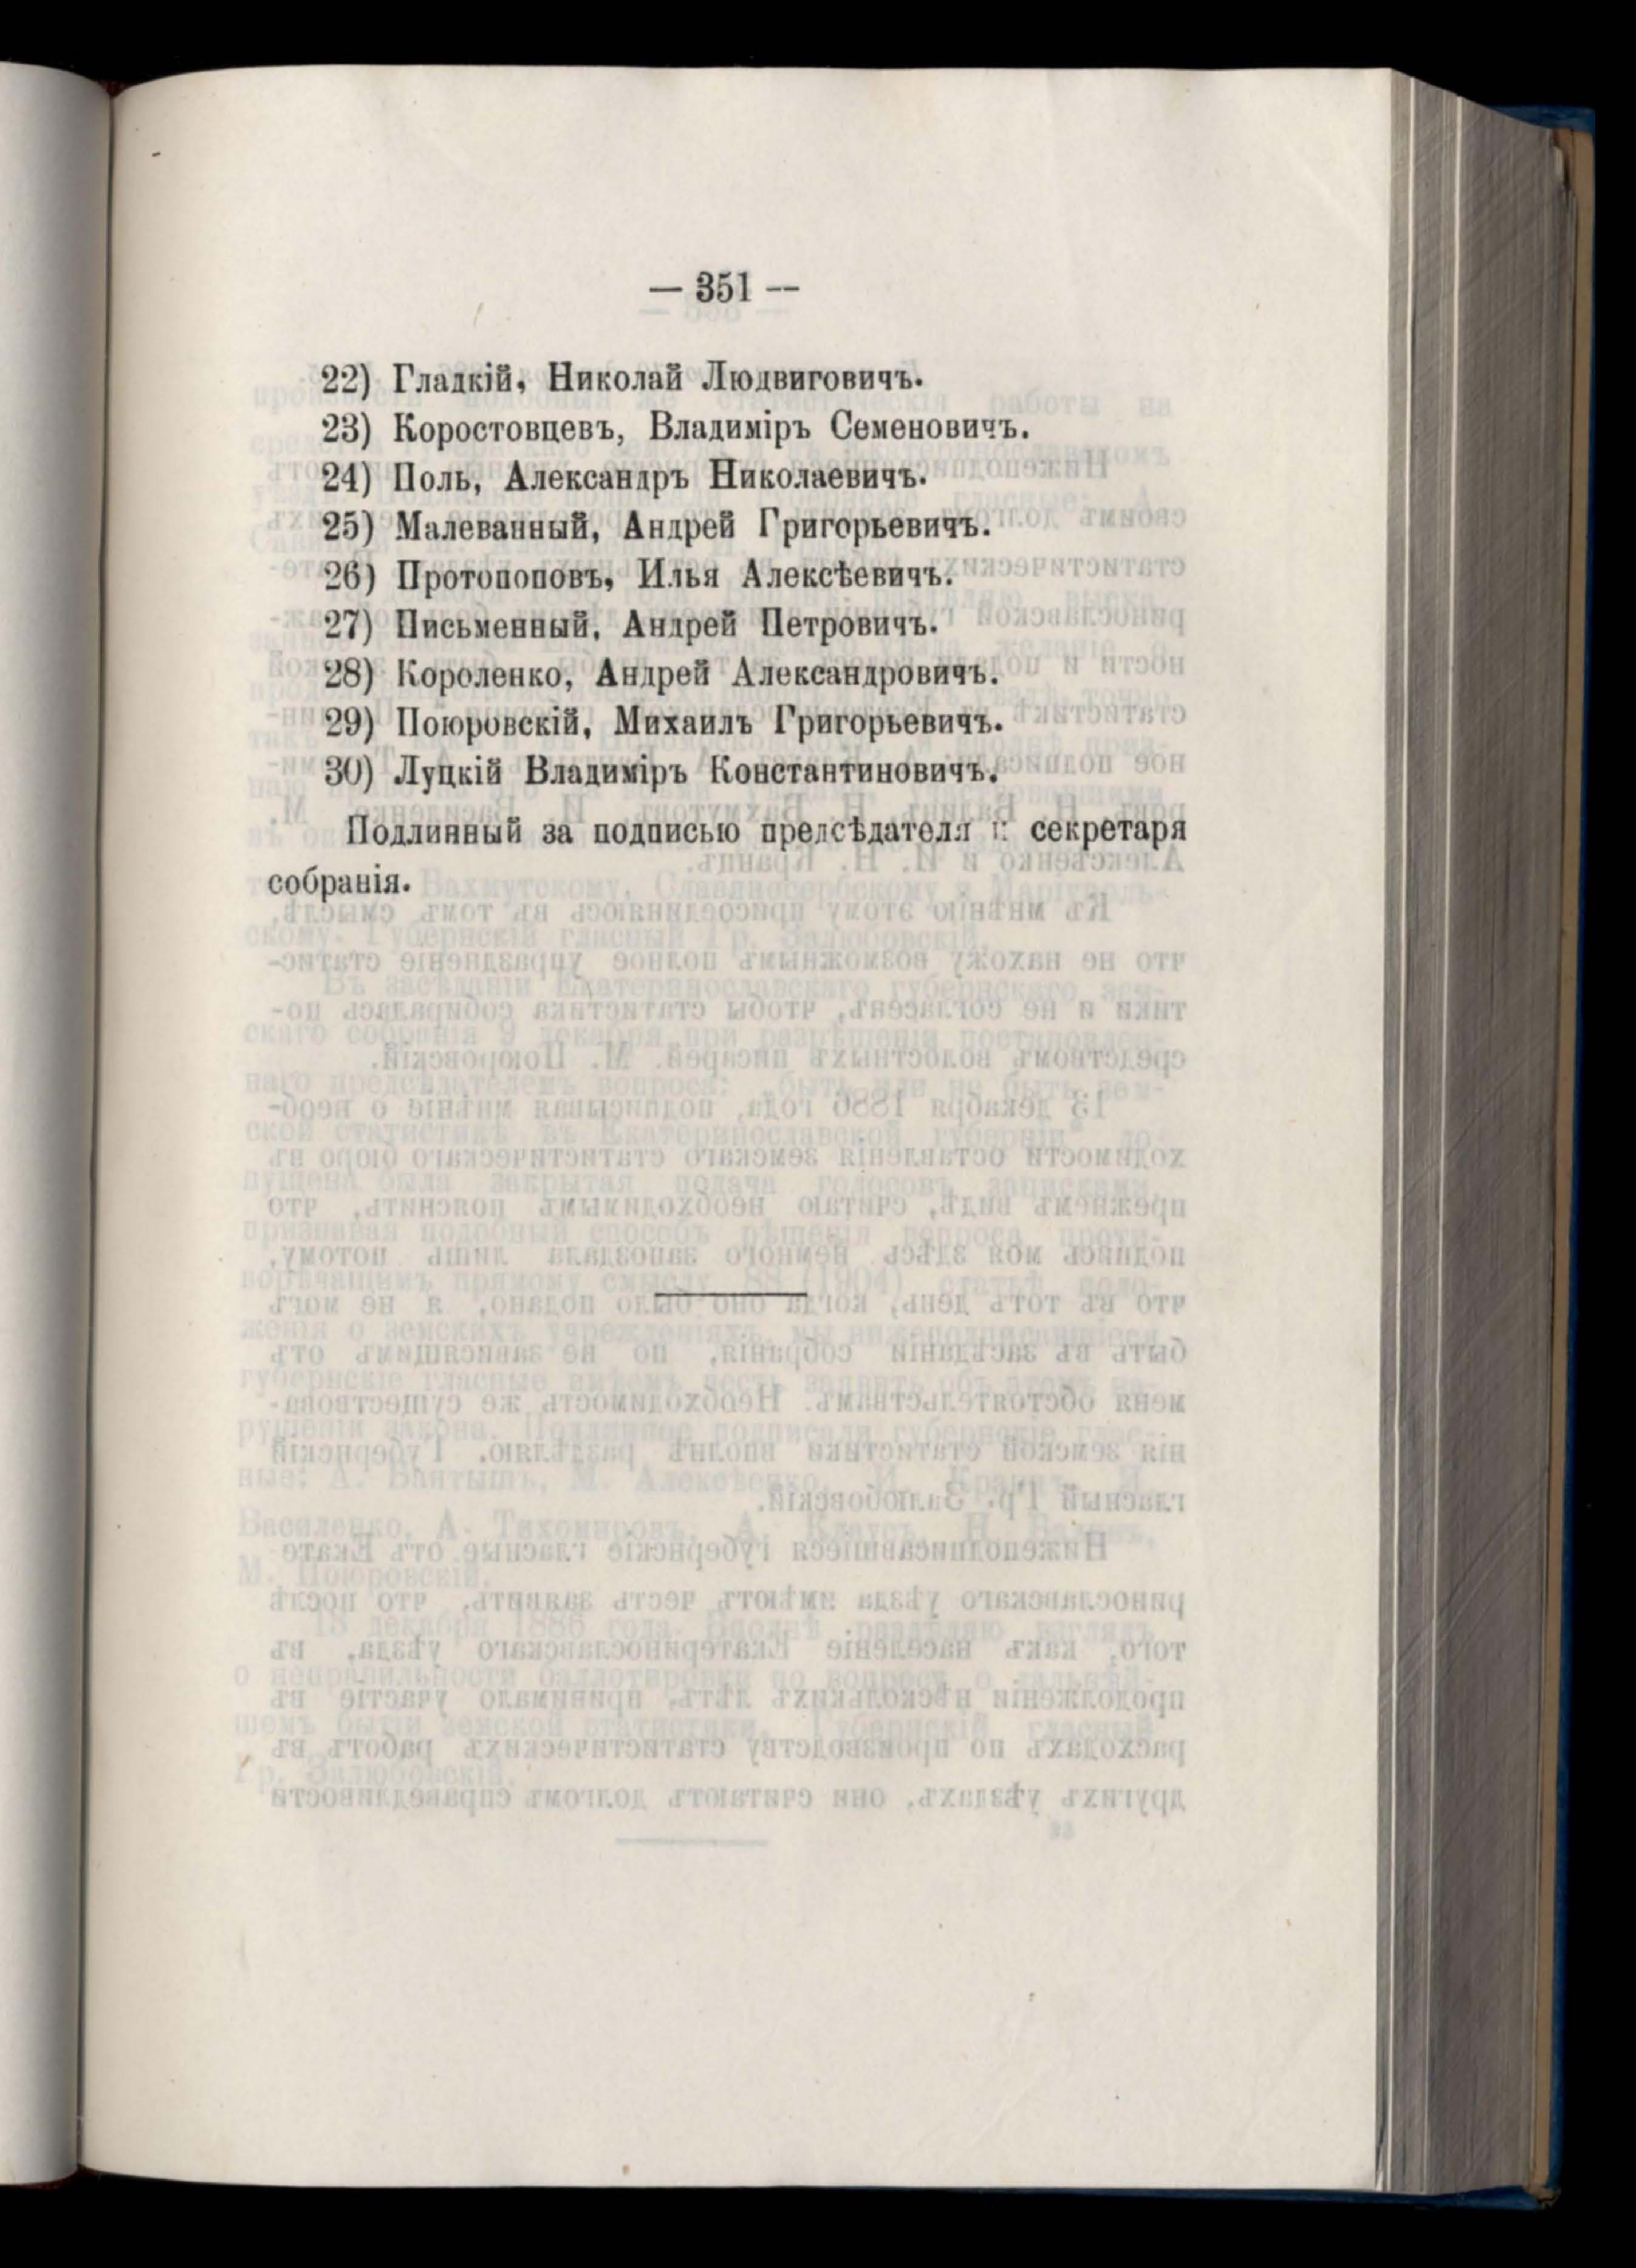 — 351 —
22) Гладкій, Николай Людвиговичъ.
23) Коростовцевъ, Владиміръ Семеновичъ.
24) Поль, Александръ Николаевичъ.
25) Малеванный, Андрей Григорьевичъ.
26) Протопоповъ, Илья Алексѣевичъ.
27) Письменный, Андрей Петровичъ.
28) Короленко, Андрей Александровичъ.
29) Поюровскій, Михаилъ Григорьевичъ.
30) Луцкій Владиміръ Константиновичъ.
Подлинный за подписью предсѣдателя и секретаря
собранія.